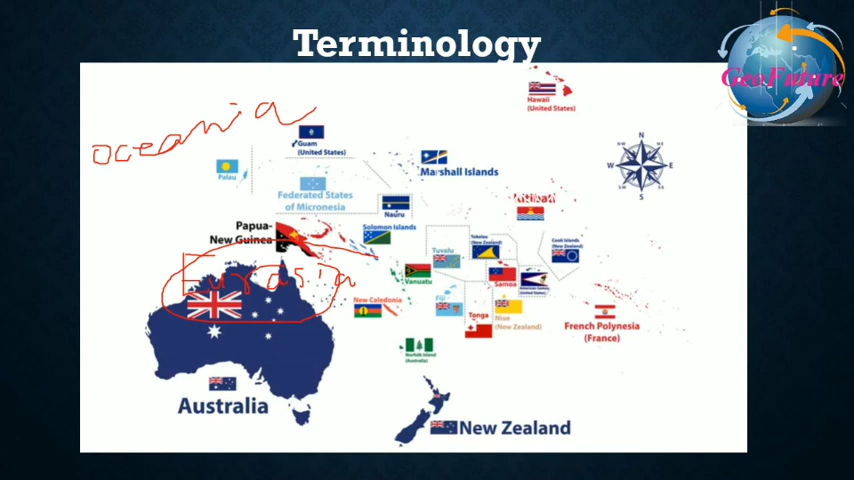 Terminology
GeoFuture
Hawaii
(United States)
oceania
Guam
(United States)
Marshall Islands
Palau
Federated States
of Micronesia
Nauru
Papua-
New Guinea
Solomon Islands
Tuvalu
Tokelau
(New Zealand)
Cook Islands
(New Zealand)
N
W
E
S
Eurasia
Vanuatu
Samoa
American Samoa
(United States)
New Caledonia
Fiji
Tonga
Niue
(New Zealand)
French Polynesia
(France)
Norfolk Island
(Australia)
Australia
New Zealand